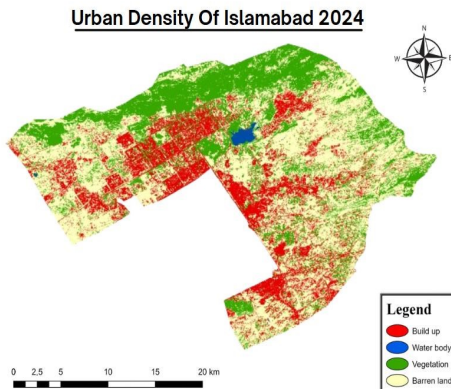 Urban Density Of Islamabad 2024
N
W E
S
Legend
Build up
Water body
Vegetation
Barren land
0 2,5 5 10 15 20 km